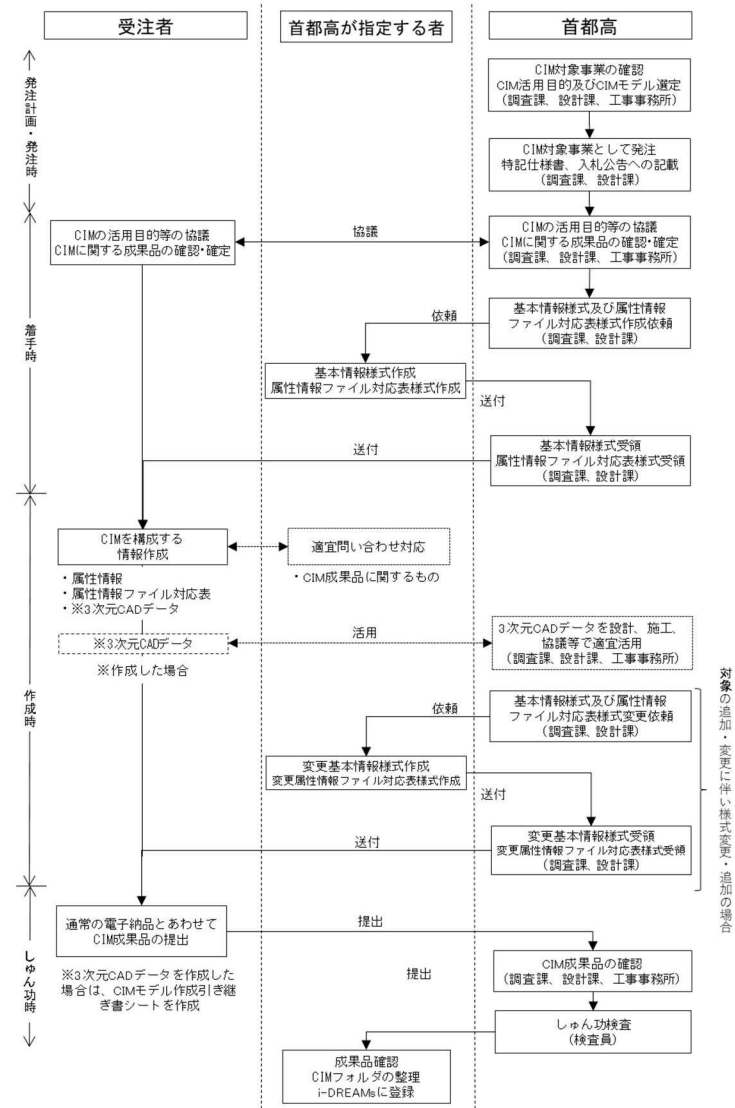 受注者
首都高が指定する者
首都高
発注計画・発注時
CIM対象事業の確認
CIM活用目的及びCIMモデル選定
(調査課、設計課、工事事務所)
CIM対象事業として発注
特記仕様書、入札公告への記載
(調査課、設計課)
着手時
CIMの活用目的等の協議
CIMに関する成果品の確認・確定
協議
CIMの活用目的等の協議
CIMに関する成果品の確認・確定
(調査課、設計課、工事事務所)
依頼
基本情報様式及び属性情報
ファイル対応表様式作成依頼
(調査課、設計課)
基本情報様式作成
属性情報ファイル対応表様式作成
送付
送付
基本情報様式受領
属性情報ファイル対応表様式受領
(調査課、設計課)
作成時
CIMを構成する
情報作成
適宜問い合わせ対応
・属性情報
・属性情報ファイル対応表
・※3次元CADデータ
・CIM成果品に関するもの
※3次元CADデータ
活用
3次元CADデータを設計、施工、
協議等で適宜活用
(調査課、設計課、工事事務所)
※作成した場合
依頼
基本情報様式及び属性情報
ファイル対応表様式変更依頼
(調査課、設計課)
変更基本情報様式作成
変更属性情報ファイル対応表様式作成
送付
送付
変更基本情報様式受領
変更属性情報ファイル対応表様式受領
(調査課、設計課)
対象の追加・変更に伴い様式変更・追加の場合
しゅん功時
通常の電子納品とあわせて
CIM成果品の提出
提出
※3次元CADデータを作成した
場合は、CIMモデル作成引き継
ぎ書シートを作成
提出
CIM成果品の確認
(調査課、設計課、工事事務所)
しゅん功検査
(検査員)
成果品確認
CIMフォルダの整理
i-DREAMsに登録